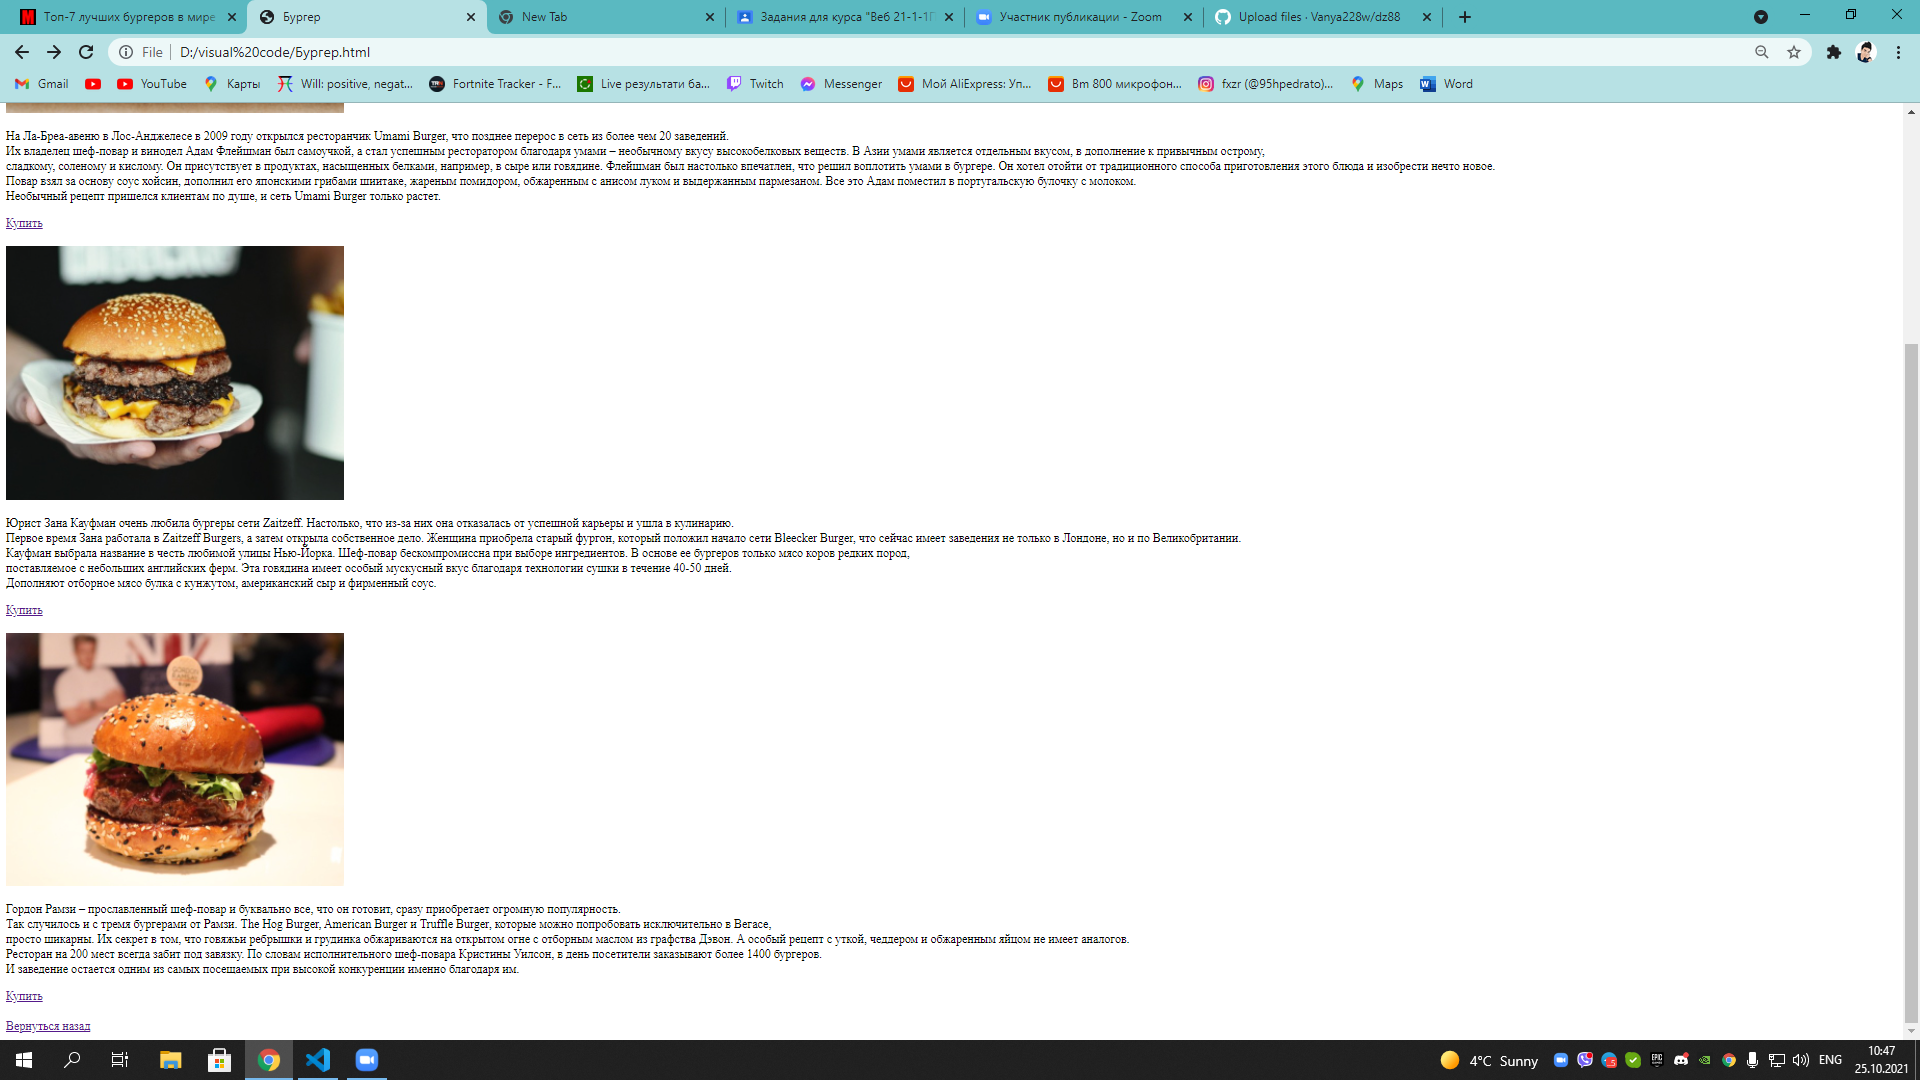 Топ-7 лучших бургеров в мире
Бургер
New Tab
Задания для курса "Веб 21-1-1
Участник публикации - Zoom
Upload files · Vanya228w/dz88
File
D:/visual%20code/Бургер.html
Gmail
YouTube
Карты
Will: positive, negat...
Fortnite Tracker - F...
Live результати ба...
Twitch
Messenger
Мой AliExpress: Уп...
Bm 800 микрофон...
fxzr (@95hpedrato)...
Maps
Word
На Ла-Бреа-авеню в Лос-Анджелесе в 2009 году открылся ресторанчик Umami Burger, что позднее перерос в сеть из более чем 20 заведений.
Их владелец шеф-повар и винодел Адам Флейшман был самоучкой, а стал успешным ресторатором благодаря умами – необычному вкусу высокобелковых веществ. В Азии умами является отдельным вкусом, в дополнение к привычным острому,
сладкому, соленому и кислому. Он присутствует в продуктах, насыщенных белками, например, в сыре или говядине. Флейшман был настолько впечатлен, что решил воплотить умами в бургере. Он хотел отойти от традиционного способа приготовления этого блюда и изобрести нечто новое.
Повар взял за основу соус хойсин, дополнил его японскими грибами шиитаке, жареным помидором, обжаренным с анисом луком и выдержанным пармезаном. Все это Адам поместил в португальскую булочку с молоком.
Необычный рецепт пришелся клиентам по душе, и сеть Umami Burger только растет.
Купить
Юрист Зана Кауфман очень любила бургеры сети Zaitzeff. Настолько, что из-за них она отказалась от успешной карьеры и ушла в кулинарию.
Первое время Зана работала в Zaitzeff Burgers, а затем открыла собственное дело. Женщина приобрела старый фургон, который положил начало сети Bleecker Burger, что сейчас имеет заведения не только в Лондоне, но и по Великобритании.
Кауфман выбрала название в честь любимой улицы Нью-Йорка. Шеф-повар бескомпромиссна при выборе ингредиентов. В основе ее бургеров только мясо коров редких пород,
поставляемое с небольших английских ферм. Эта говядина имеет особый мускусный вкус благодаря технологии сушки в течение 40-50 дней.
Дополняют отборное мясо булка с кунжутом, американский сыр и фирменный соус.
Купить
Гордон Рамзи – прославленный шеф-повар и буквально все, что он готовит, сразу приобретает огромную популярность.
Так случилось и с тремя бургерами от Рамзи. The Hog Burger, American Burger и Truffle Burger, которые можно попробовать исключительно в Вегасе,
просто шикарны. Их секрет в том, что говяжьи ребрышки и грудинка обжариваются на открытом огне с отборным маслом из графства Дэвон. А особый рецепт с уткой, чеддером и обжаренным яйцом не имеет аналогов.
Ресторан на 200 мест всегда забит под завязку. По словам исполнительного шеф-повара Кристины Уилсон, в день посетители заказывают более 1400 бургеров.
И заведение остается одним из самых посещаемых при высокой конкуренции именно благодаря им.
Купить
Вернуться назад
4°C Sunny
ENG
10:47
25.10.2021